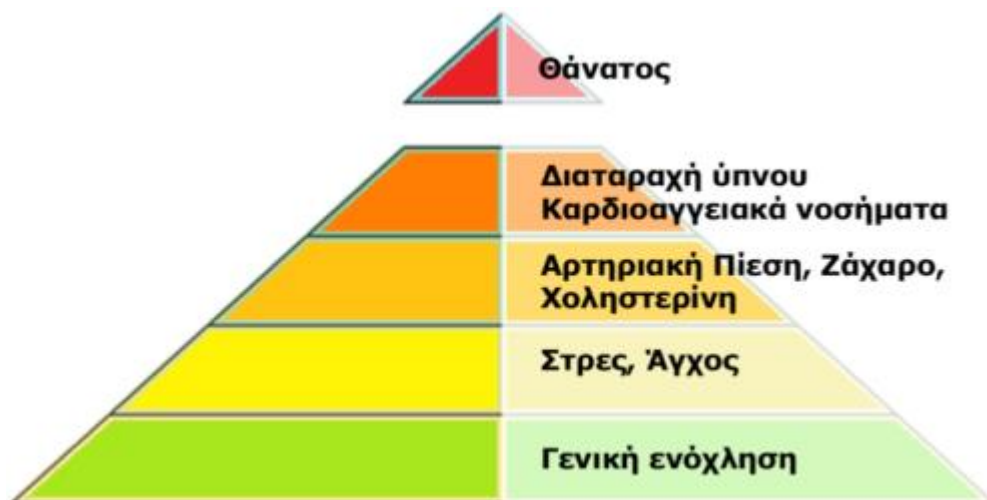 Θάνατος
Διαταραχή ύπνου
Καρδιοαγγειακά νοσήματα
Αρτηριακή Πίεση, Ζάχαρο,
Χοληστερίνη
Στρες, Άγχος
Γενική ενόχληση